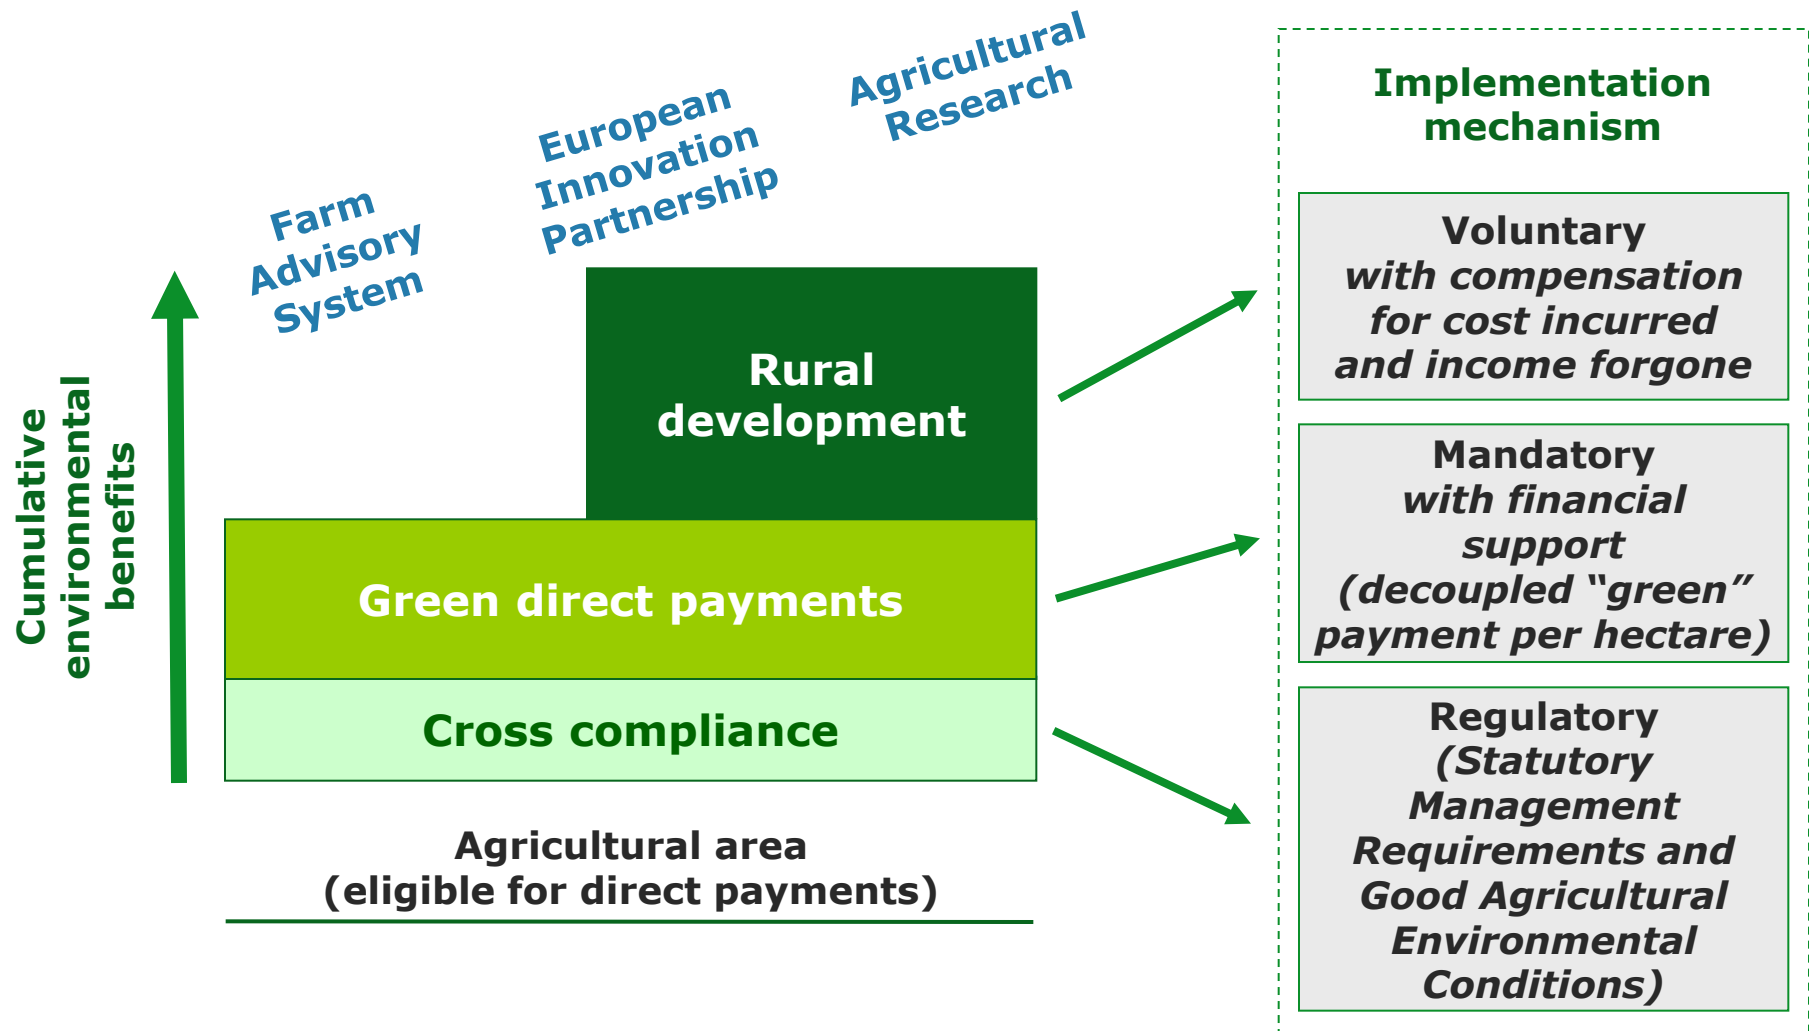 Farm
Advisory
System
European
Innovation
Partnership
Agricultural
Research
Cumulative
environmental
benefits
Rural
development
Green direct payments
Cross compliance
Agricultural area
(eligible for direct payments)
Implementation
mechanism
Voluntary
with compensation
for cost incurred
and income forgone
Mandatory
with financial
support
(decoupled “green”
payment per hectare)
Regulatory
(Statutory
Management
Requirements and
Good Agricultural
Environmental
Conditions)